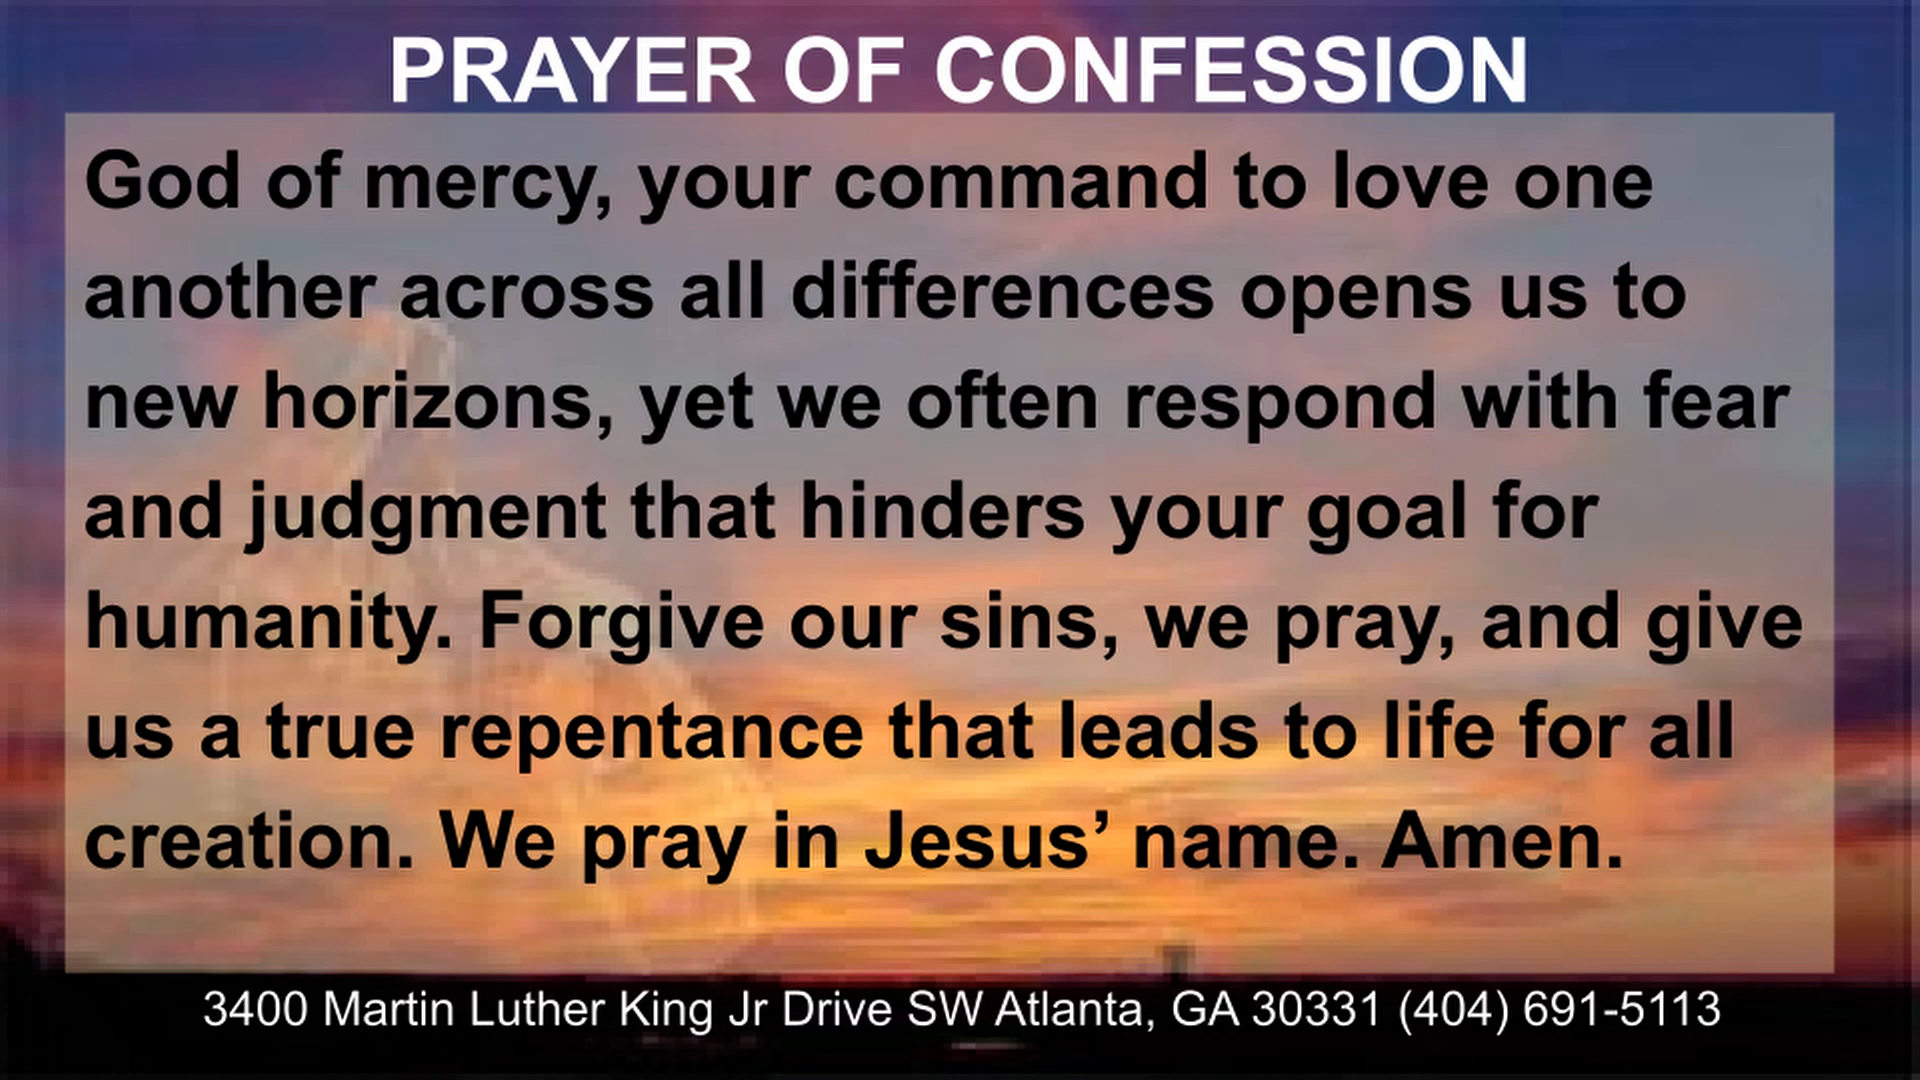 PRAYER OF CONFESSION
God of mercy, your command to love one
another across all differences opens us to
new horizons, yet we often respond with fear
and judgment that hinders your goal for
humanity. Forgive our sins, we pray, and give
us a true repentance that leads to life for all
creation. We pray in Jesus’ name. Amen.
3400 Martin Luther King Jr Drive SW Atlanta, GA 30331 (404) 691-5113